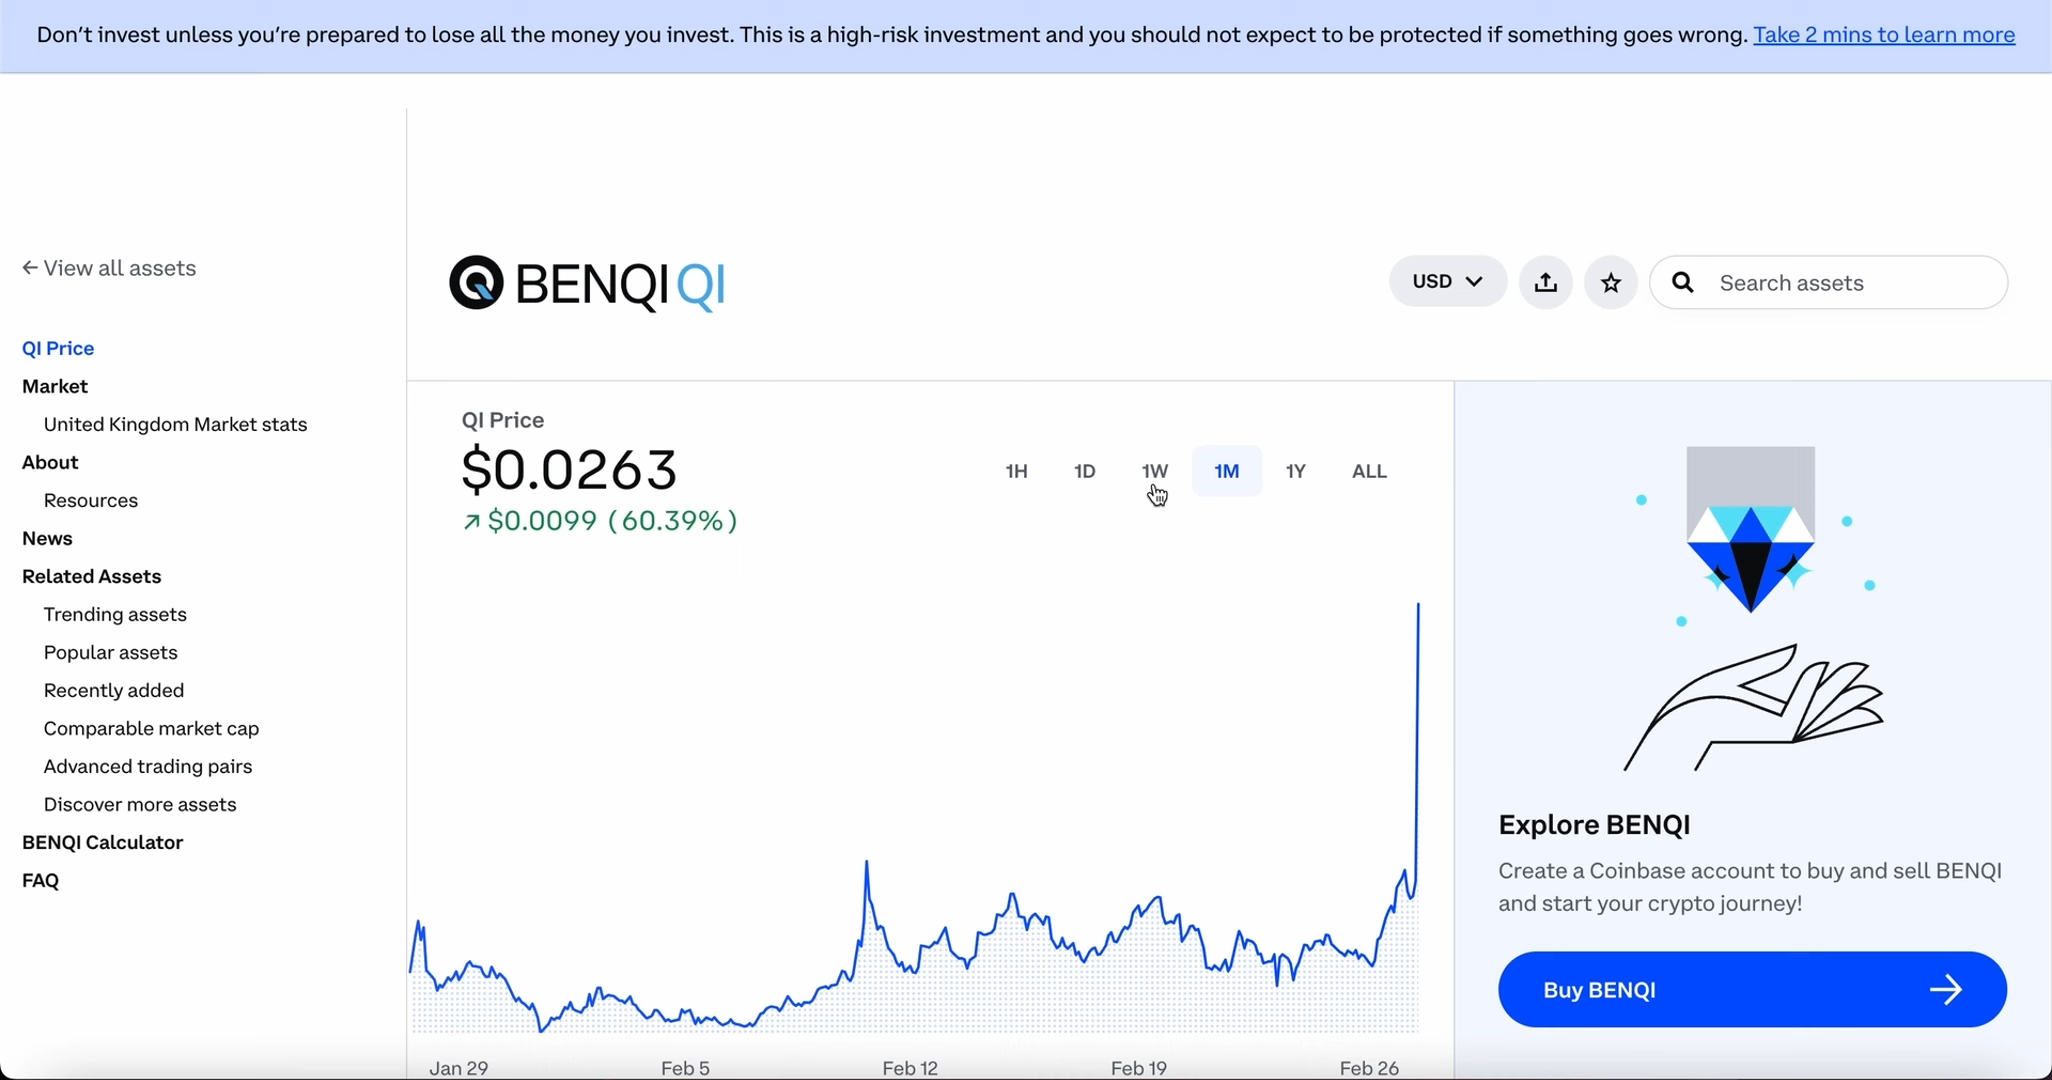 Don’t invest unless you’re prepared to lose all the money you invest. This is a high-risk investment and you should not expect to be protected if something goes wrong. Take 2 mins to learn more
← View all assets
BENQI QI
USD
Search assets
QI Price
Market
United Kingdom Market stats
About
Resources
News
Related Assets
Trending assets
Popular assets
Recently added
Comparable market cap
Advanced trading pairs
Discover more assets
BENQI Calculator
FAQ
QI Price
$0.0263
↗ $0.0099 (60.39%)
1H 1D 1W 1M 1Y ALL
Jan 29 Feb 5 Feb 12 Feb 19 Feb 26
Explore BENQI
Create a Coinbase account to buy and sell BENQI
and start your crypto journey!
Buy BENQI →